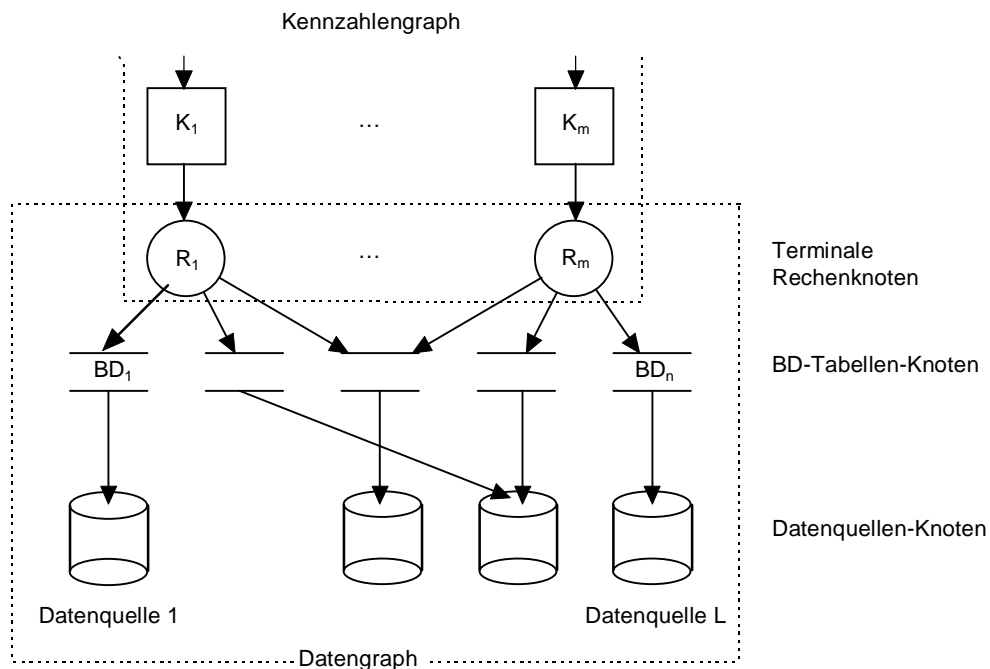 Kennzahlengraph
K1 ... Km
R1 ... Rm
Terminale
Rechenknoten
BD1 BDn
BD-Tabellen-Knoten
Datenquellen-Knoten
Datenquelle 1 Datenquelle L
Datengraph